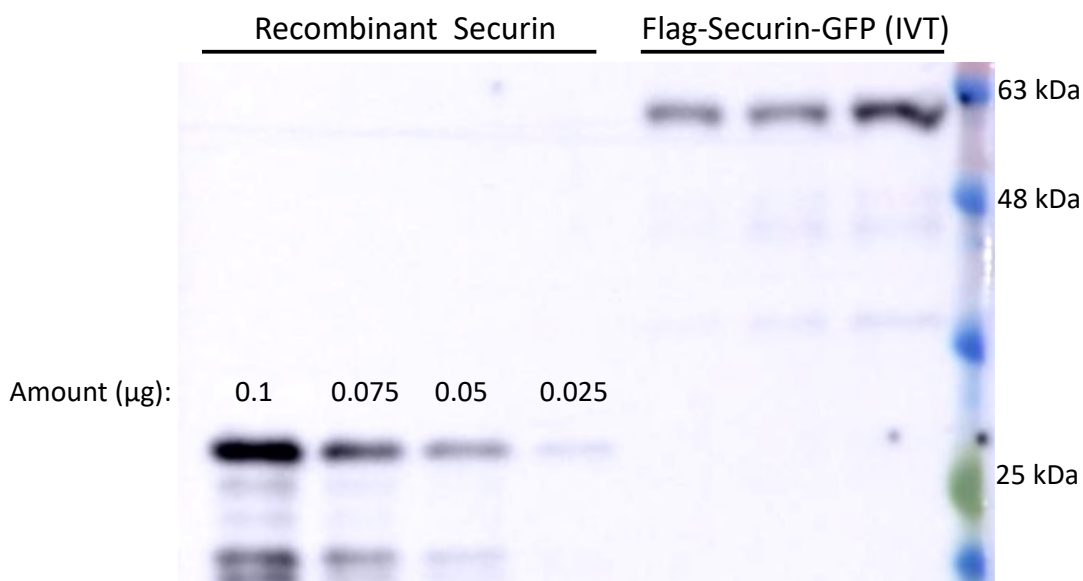 Recombinant Securin
Flag-Securin-GFP (IVT)
63 kDa
48 kDa
Amount (µg): 0.1 0.075 0.05 0.025
25 kDa